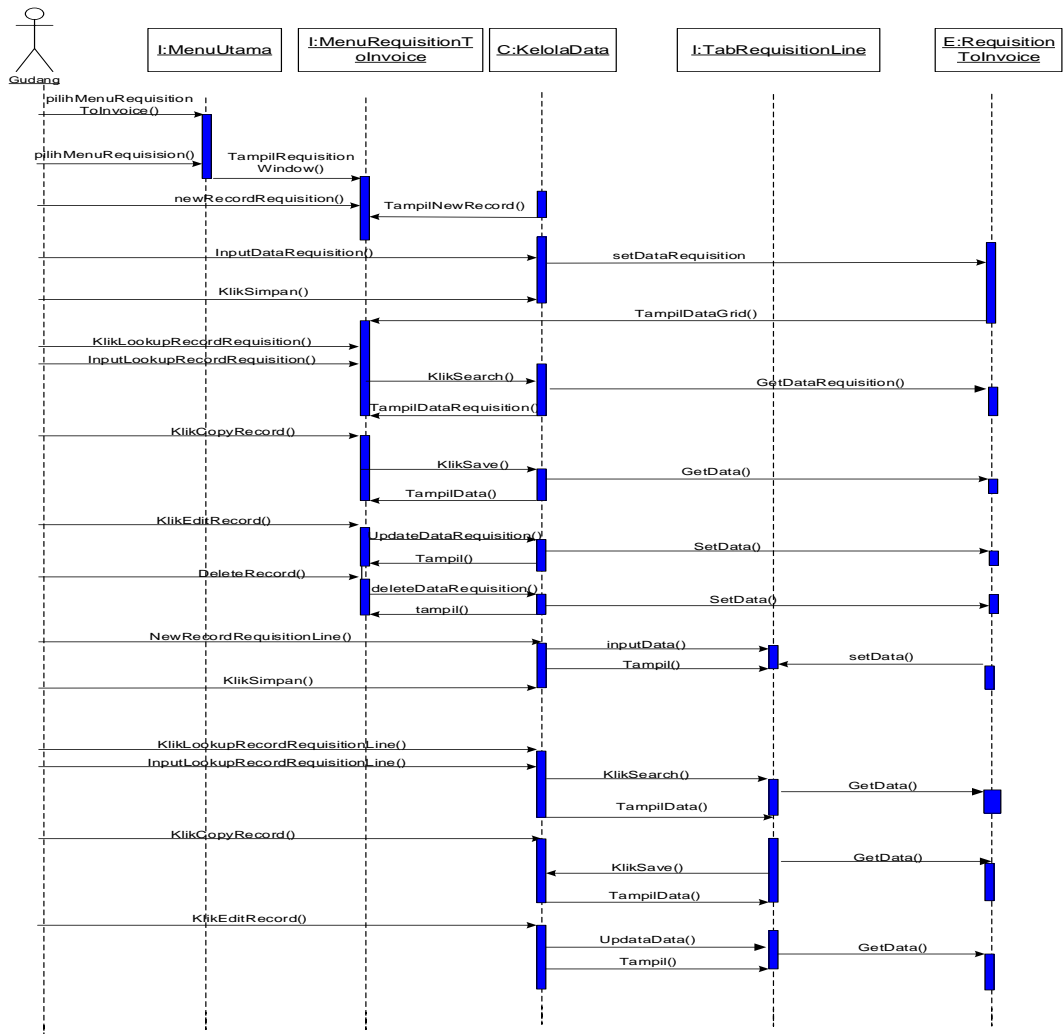 Gudang
I:MenuUtama
I:MenuRequisitionT
oInvoice
C:KelolaData
I:TabRequisitionLine
E:Requisition
ToInvoice
pilihMenuRequisition
ToInvoice()
pilihMenuRequisision()
TampilRequisition
Window()
newRecordRequisition()
TampilNewRecord()
InputDataRequisition()
setDataRequisition
KlikSimpan()
TampilDataGrid()
KlikLookupRecordRequisition()
InputLookupRecordRequisition()
KlikSearch()
GetDataRequisition()
TampilDataRequisition()
KlikCopyRecord()
KlikSave()
GetData()
TampilData()
KlikEditRecord()
UpdateDataRequisition()
Tampil()
SetData()
DeleteRecord()
deleteDataRequisition()
tampil()
SetData()
NewRecordRequisitionLine()
inputData()
Tampil()
setData()
KlikSimpan()
KlikLookupRecordRequisitionLine()
InputLookupRecordRequisitionLine()
KlikSearch()
GetData()
TampilData()
KlikCopyRecord()
GetData()
KlikSave()
TampilData()
KlikEditRecord()
UpdataData()
GetData()
Tampil()